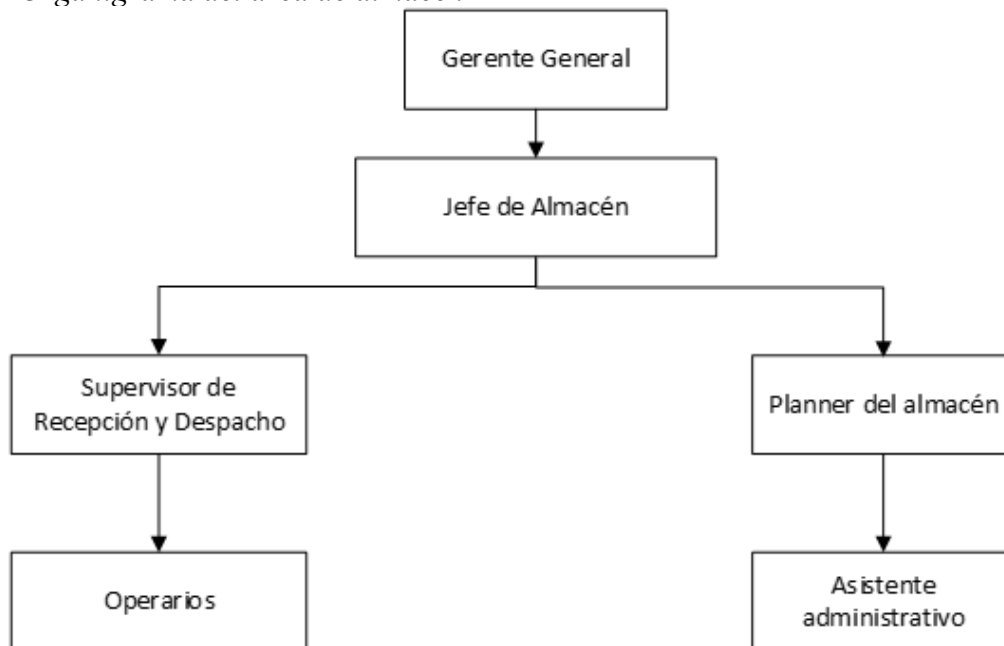 Gerente General
Jefe de Almacén
Supervisor de
Recepción y Despacho
Planner del almacén
Operarios
Asistente
administrativo